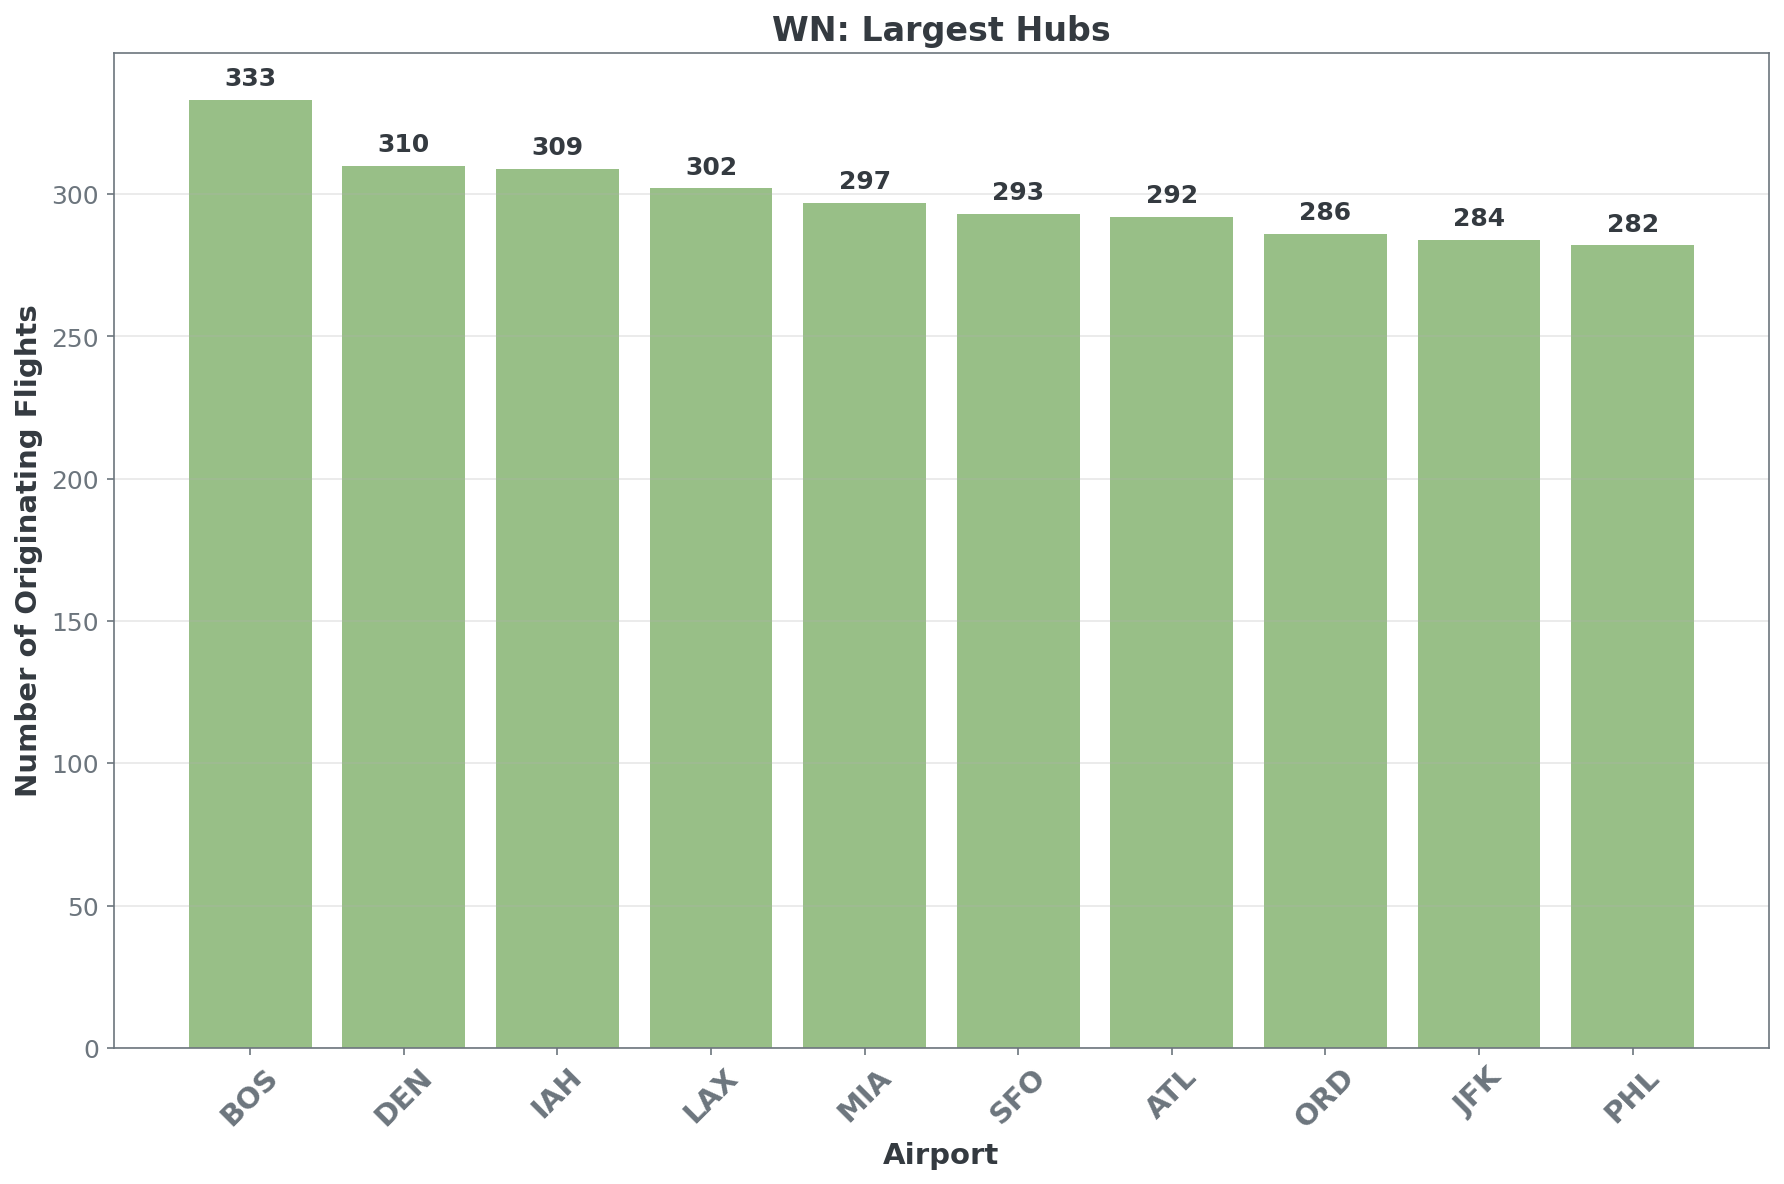 WN: Largest Hubs
333
310
309
302
297
293
292
286
284
282
Number of Originating Flights
300
250
200
150
100
50
0
BOS
DEN
IAH
LAX
MIA
SFO
ATL
ORD
JFK
PHL
Airport